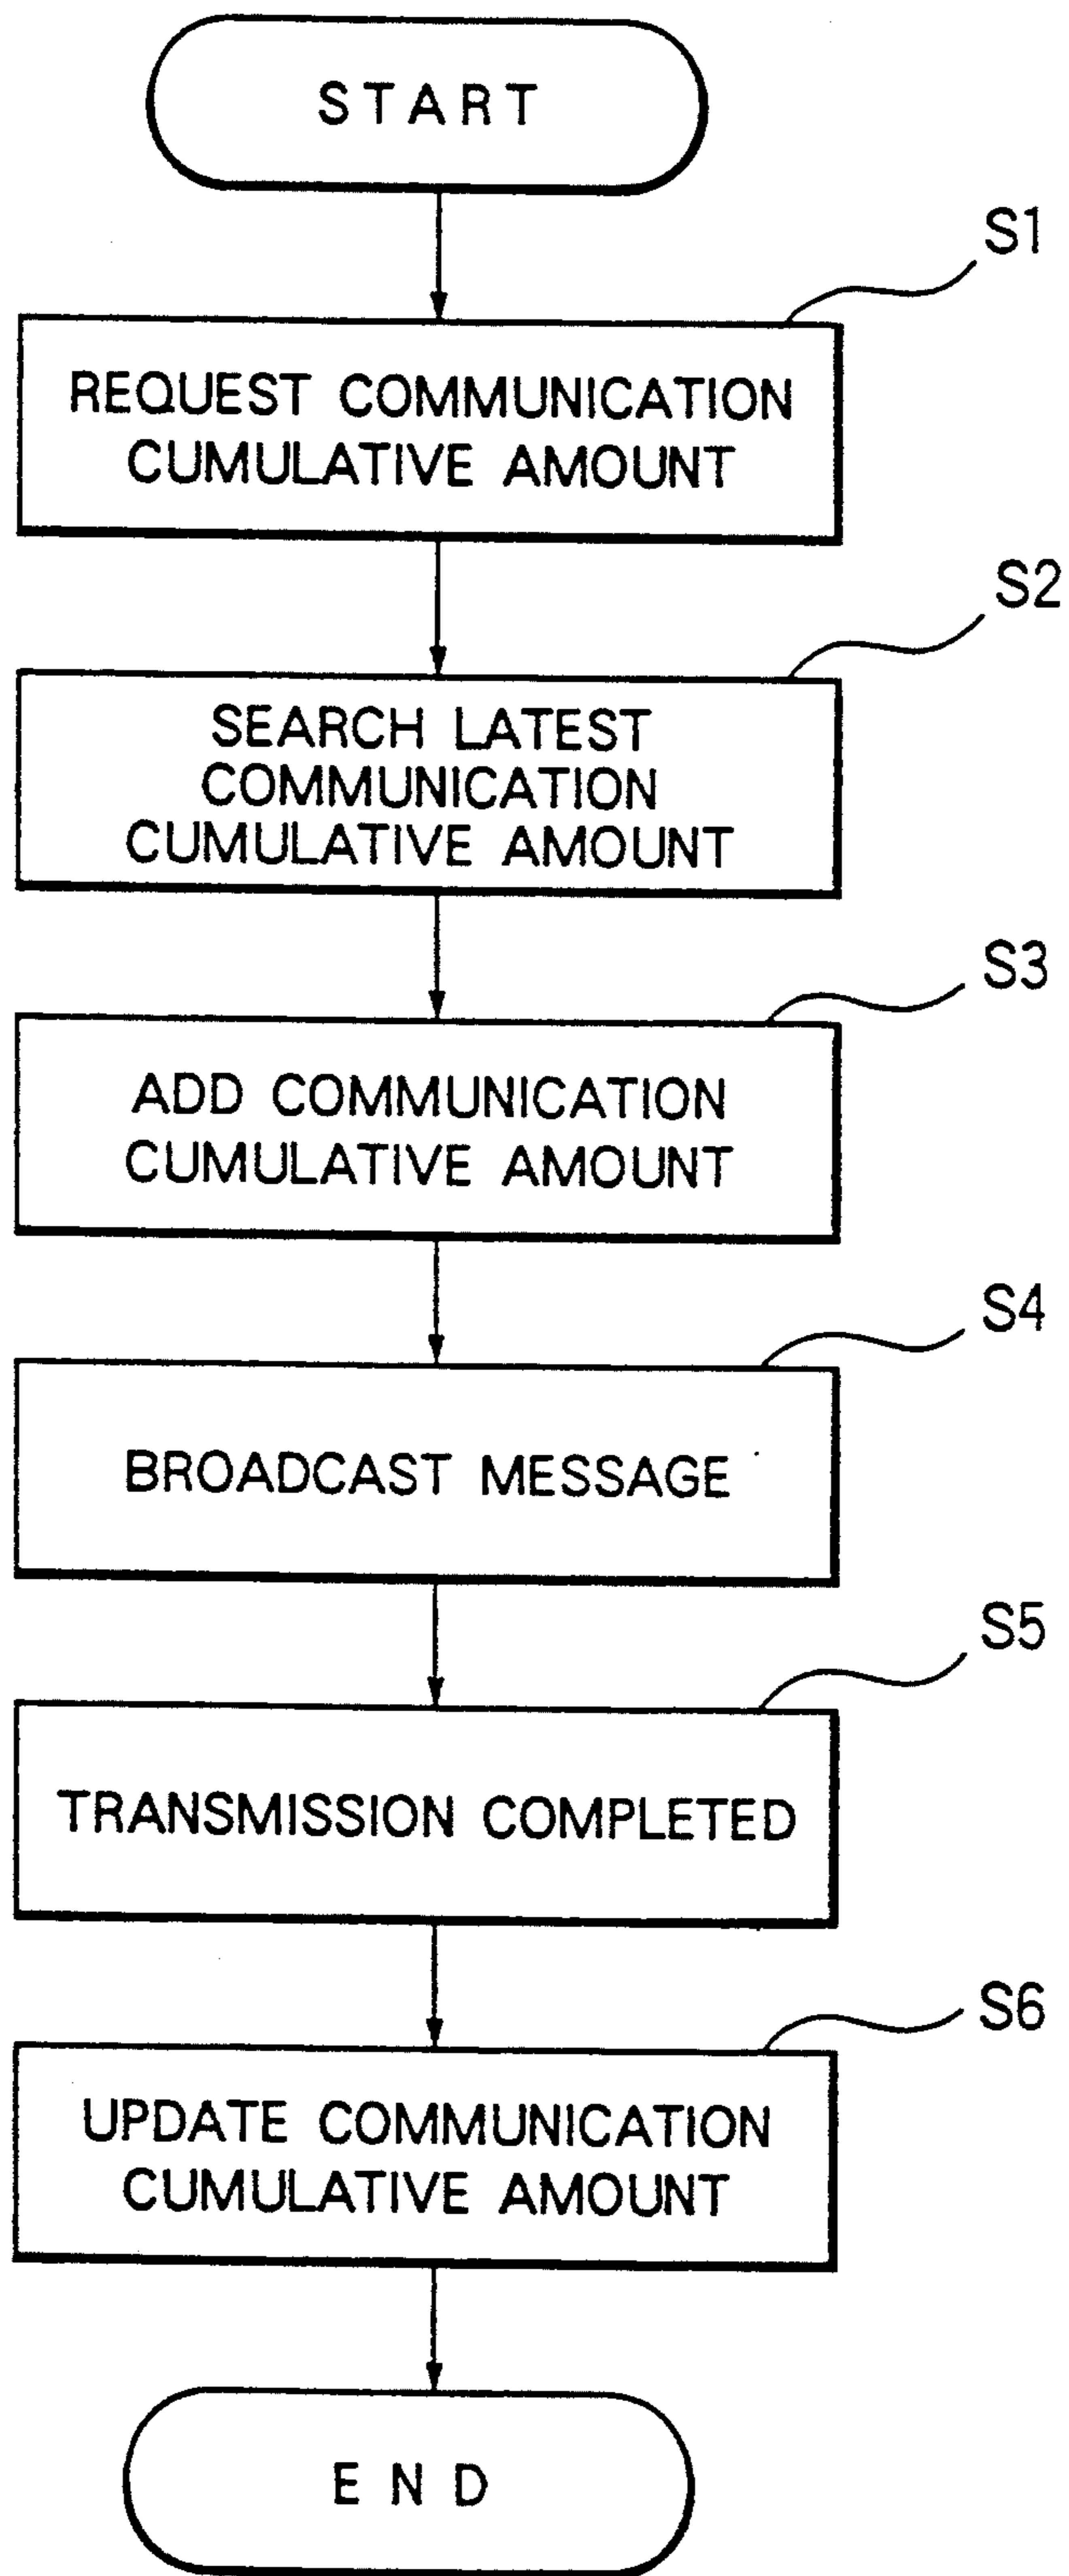 START
S1
REQUEST COMMUNICATION
CUMULATIVE AMOUNT
S2
SEARCH LATEST
COMMUNICATION
CUMULATIVE AMOUNT
S3
ADD COMMUNICATION
CUMULATIVE AMOUNT
S4
BROADCAST MESSAGE
S5
TRANSMISSION COMPLETED
S6
UPDATE COMMUNICATION
CUMULATIVE AMOUNT
END